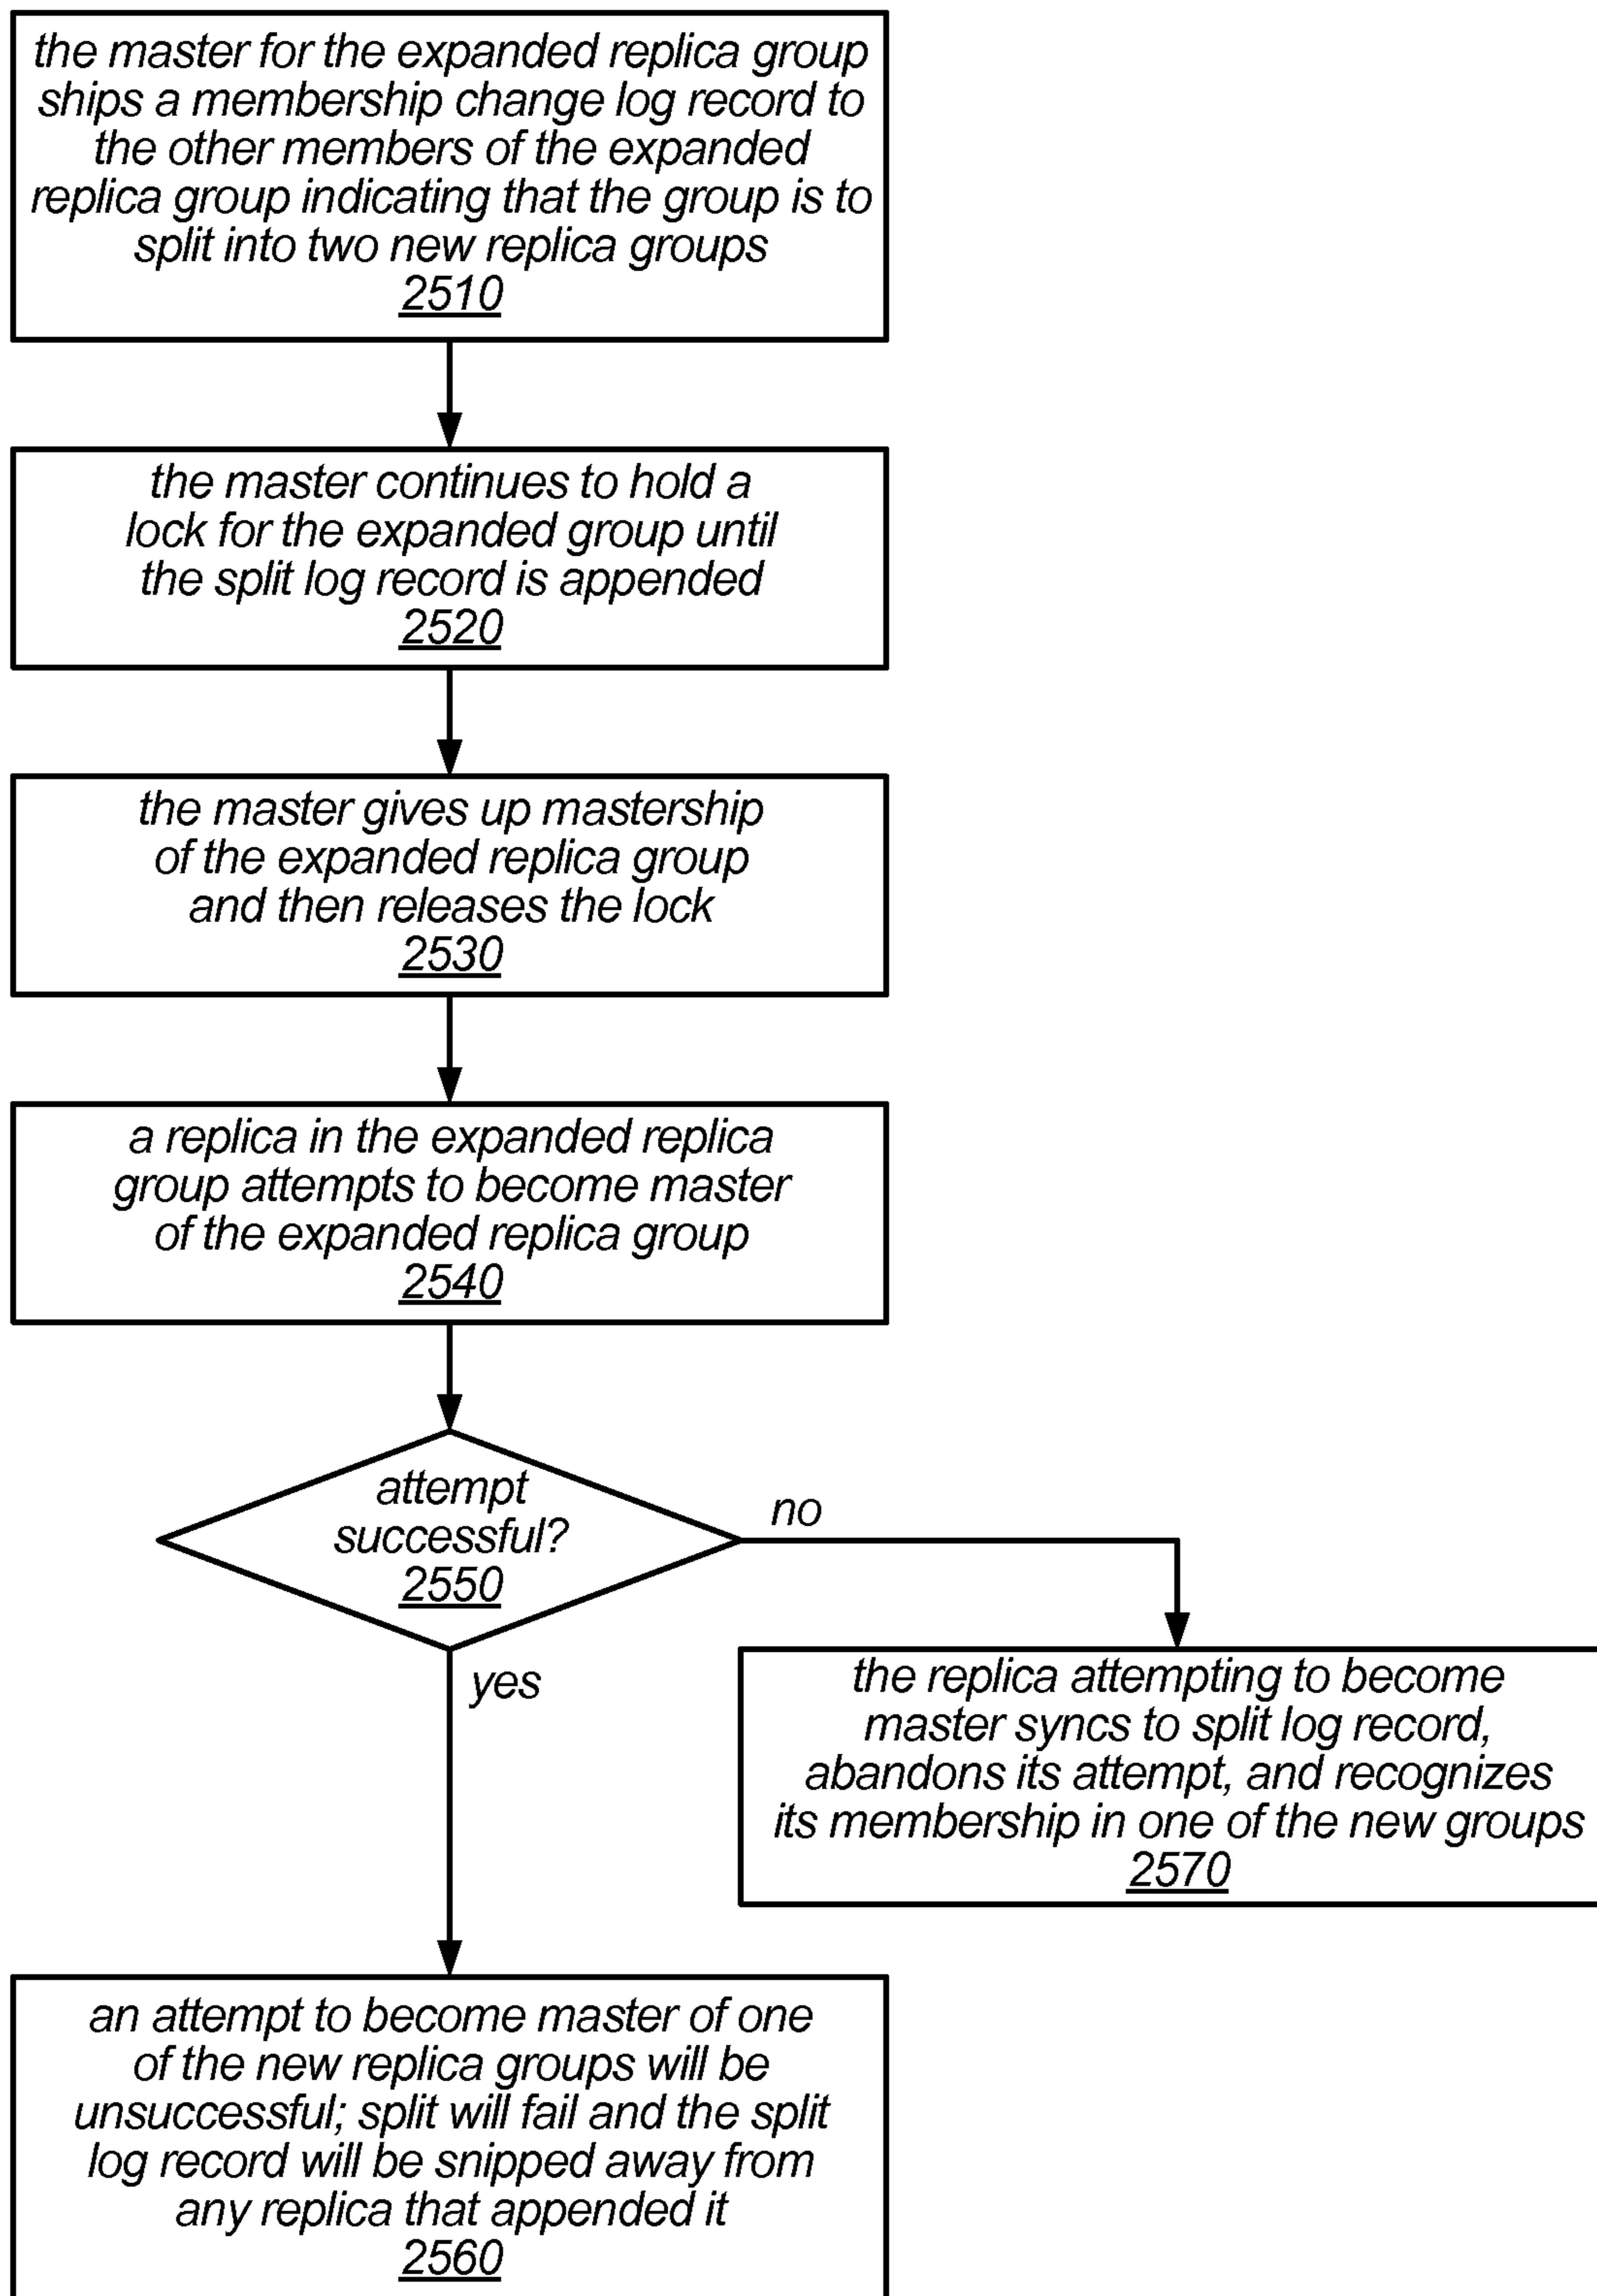 the master for the expanded replica group
ships a membership change log record to
the other members of the expanded
replica group indicating that the group is to
split into two new replica groups
2510
the master continues to hold a
lock for the expanded group until
the split log record is appended
2520
the master gives up mastership
of the expanded replica group
and then releases the lock
2530
a replica in the expanded replica
group attempts to become master
of the expanded replica group
2540
attempt
successful?
2550
no
yes
the replica attempting to become
master syncs to split log record,
abandons its attempt, and recognizes
its membership in one of the new groups
2570
an attempt to become master of one
of the new replica groups will be
unsuccessful; split will fail and the split
log record will be snipped away from
any replica that appended it
2560